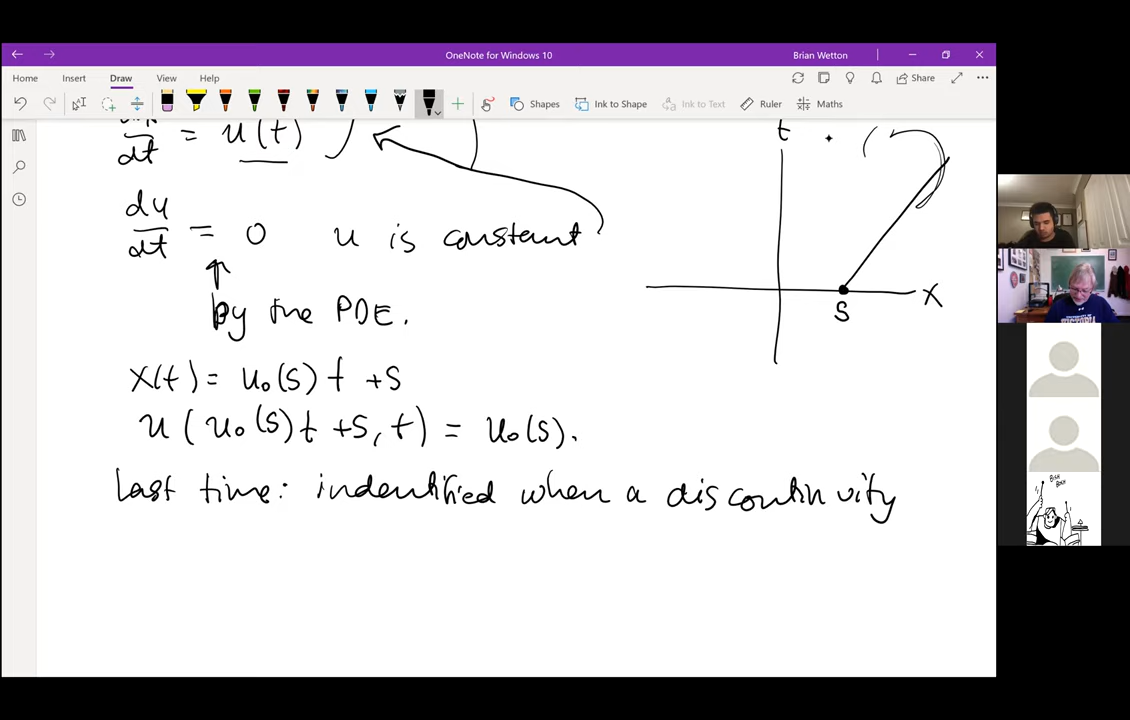 OneNote for Windows 10
Brian Wetton
Home Insert Draw View Help
Share
Shapes
Ink to Shape
Ink to Text
Ruler
Maths
dt = u(t)
t
du
dt = 0 u is constant
by the PDE.
S
X
X(t) = u₀(s) t + s
u ( u₀(s) t + s, t) = u₀(s).
last time: indentified when a discontinuity